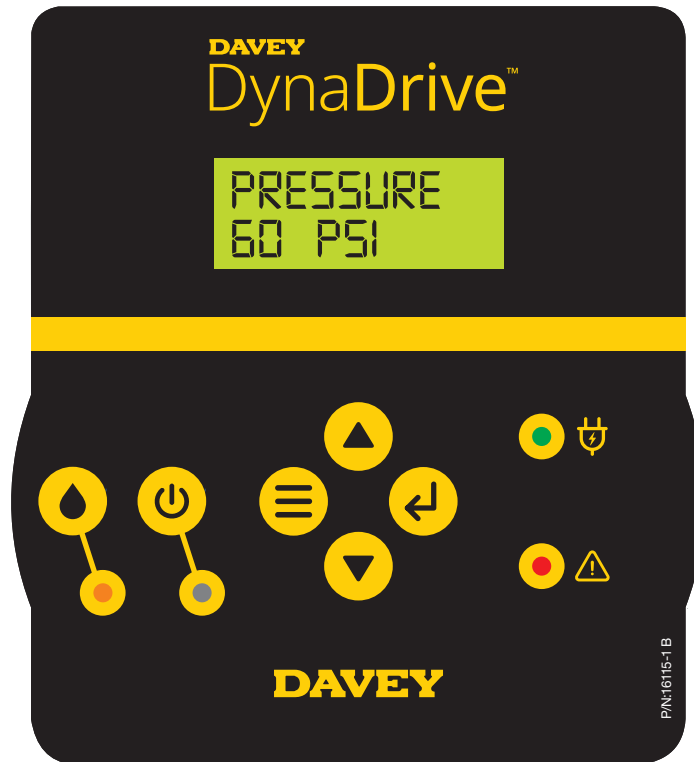 DAVEY
DynaDrive™
PRESSURE
60 PSI
DAVEY
P/N:16115-1 B